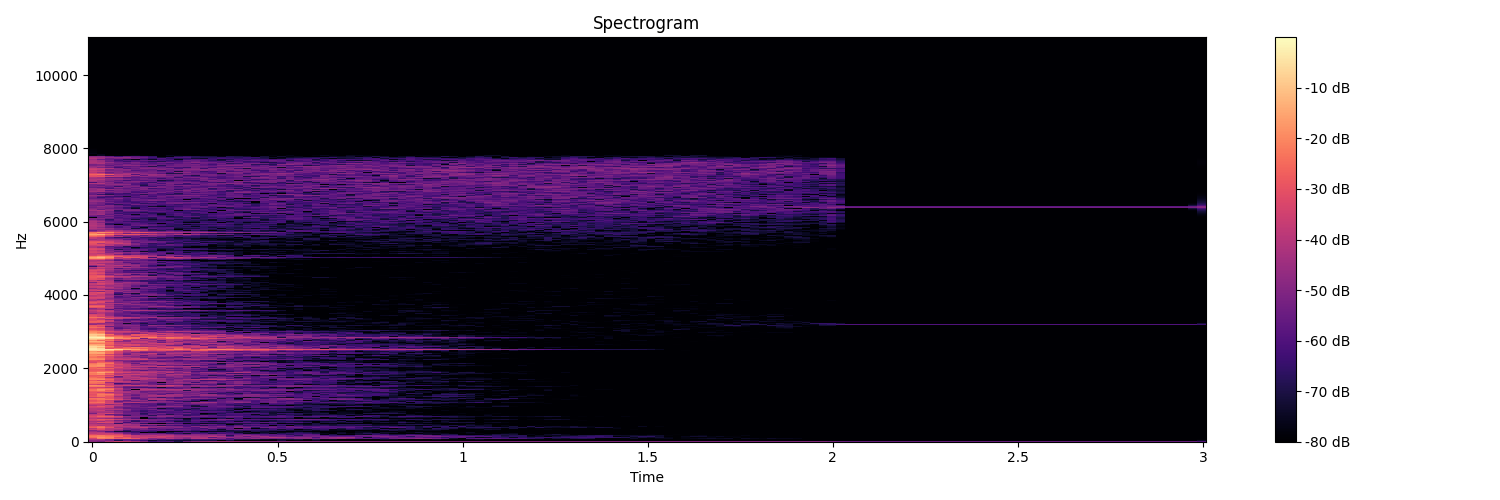 Spectrogram
10000
8000
6000
4000
2000
0
Hz
0 0.5 1 1.5 2 2.5 3
Time
-10 dB
-20 dB
-30 dB
-40 dB
-50 dB
-60 dB
-70 dB
-80 dB